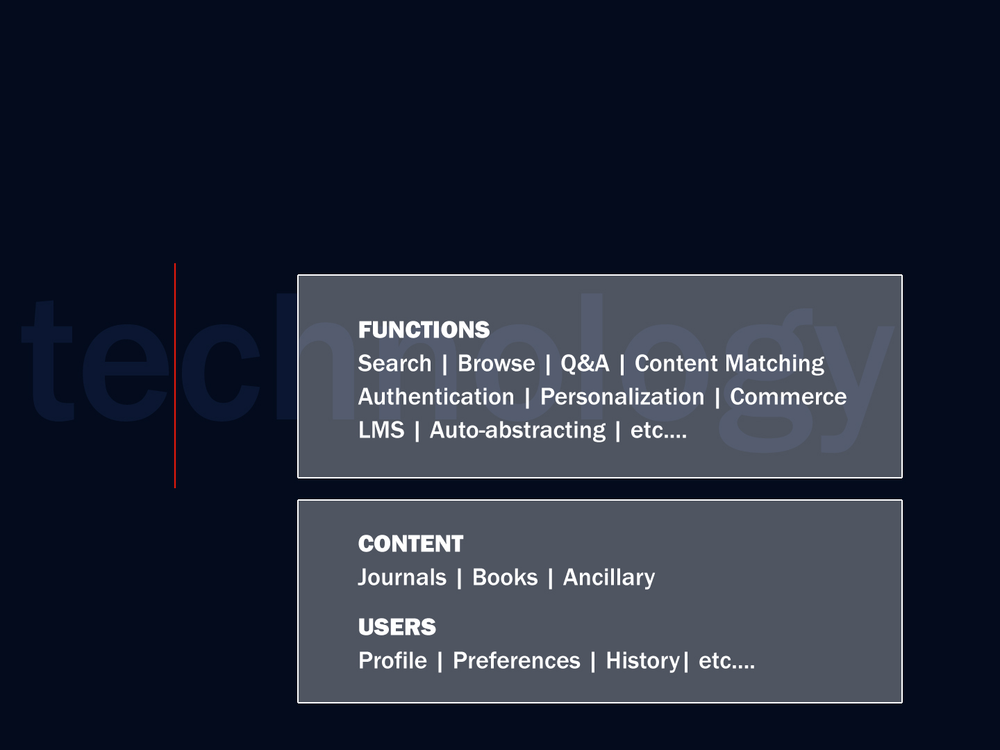 technology
FUNCTIONS
Search | Browse | Q&A | Content Matching
Authentication | Personalization | Commerce
LMS | Auto-abstracting | etc....
CONTENT
Journals | Books | Ancillary
USERS
Profile | Preferences | History| etc....